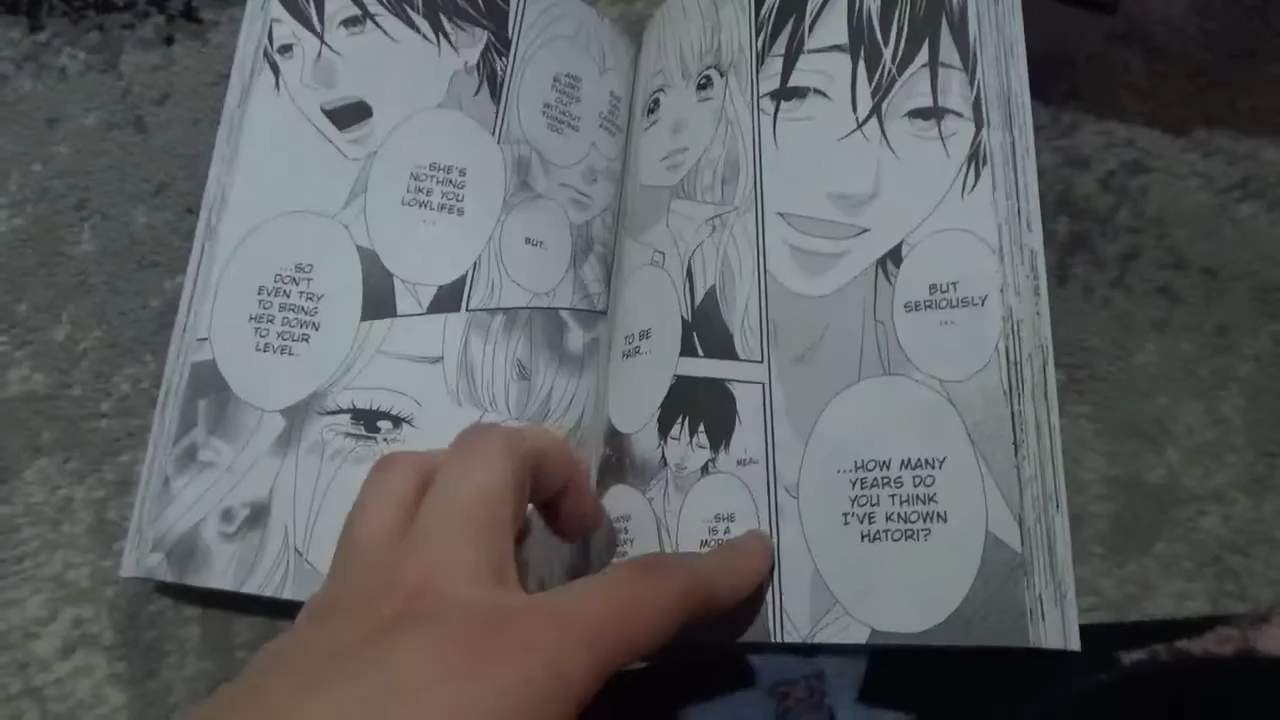 BUT
SERIOUSLY
...
...HOW MANY
YEARS DO
YOU THINK
I'VE KNOWN
HATORI?
TO BE
FAIR...
I
MEAN
...SHE
IS A
...AND
BLURT
THINGS
OUT
WITHOUT
THINKING
TOO.
BUT...
...SHE'S
NOTHING
LIKE YOU
LOWLIFES
...
...SO
DON'T
EVEN TRY
TO BRING
HER DOWN
TO YOUR
LEVEL.